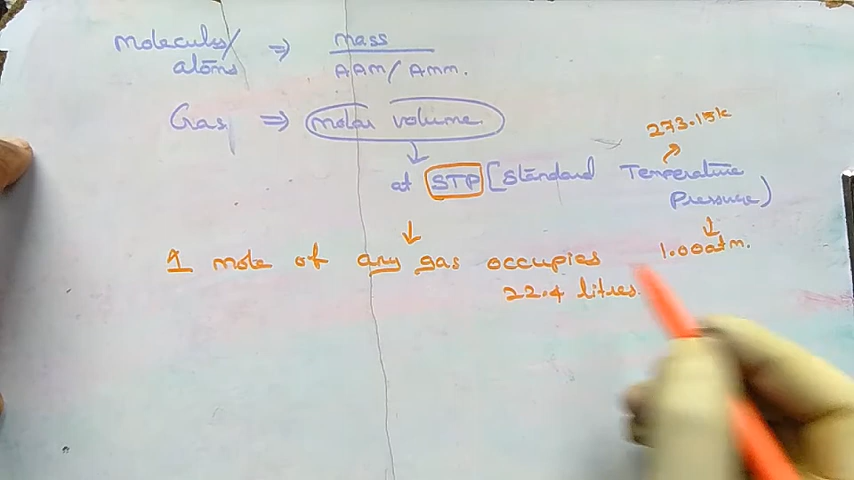 Molecules/ ⇒ mass
atoms AAM/AMM.
Gas ⇒ molar volume
273.15k
at STP [Standard Temperature
Pressure)
1 mole of any gas occupies 1.00atm.
22.4 litres.